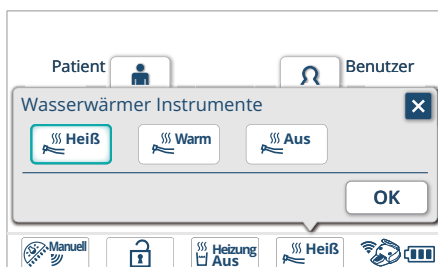 Patient
Benutzer
Wasserwärmer Instrumente
Heiß
Warm
Aus
OK
Manuell
Heizung
Aus
Heiß